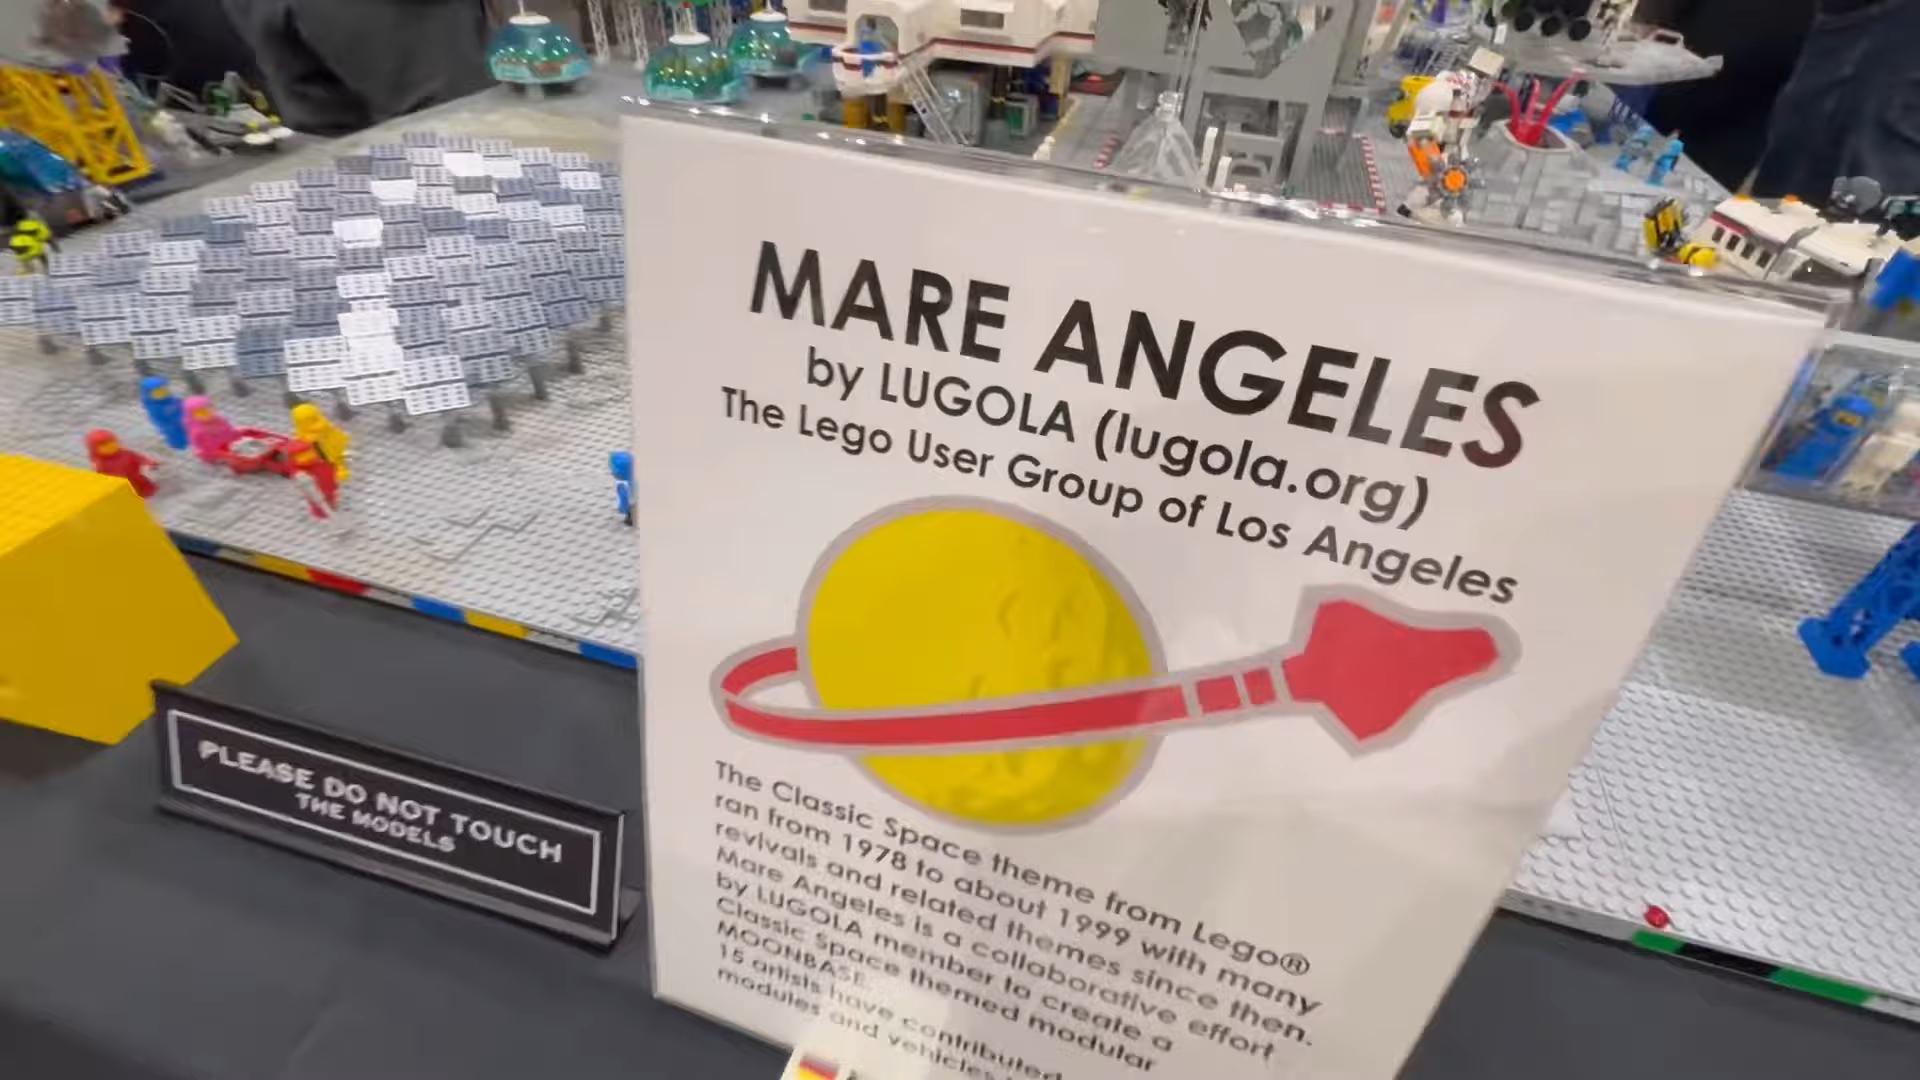 MARE ANGELES
by LUGOLA (lugola.org)
The Lego User Group of Los Angeles
The Classic Space theme from Lego®
ran from 1978 to about 1999 with many
revivals and related themes since then.
Mare Angeles is a collaborative effort
by LUGOLA member to create a
Classic Space themed modular
MOONBASE.
15 artists have contributed
modules and vehicles
PLEASE DO NOT TOUCH
THE MODELS